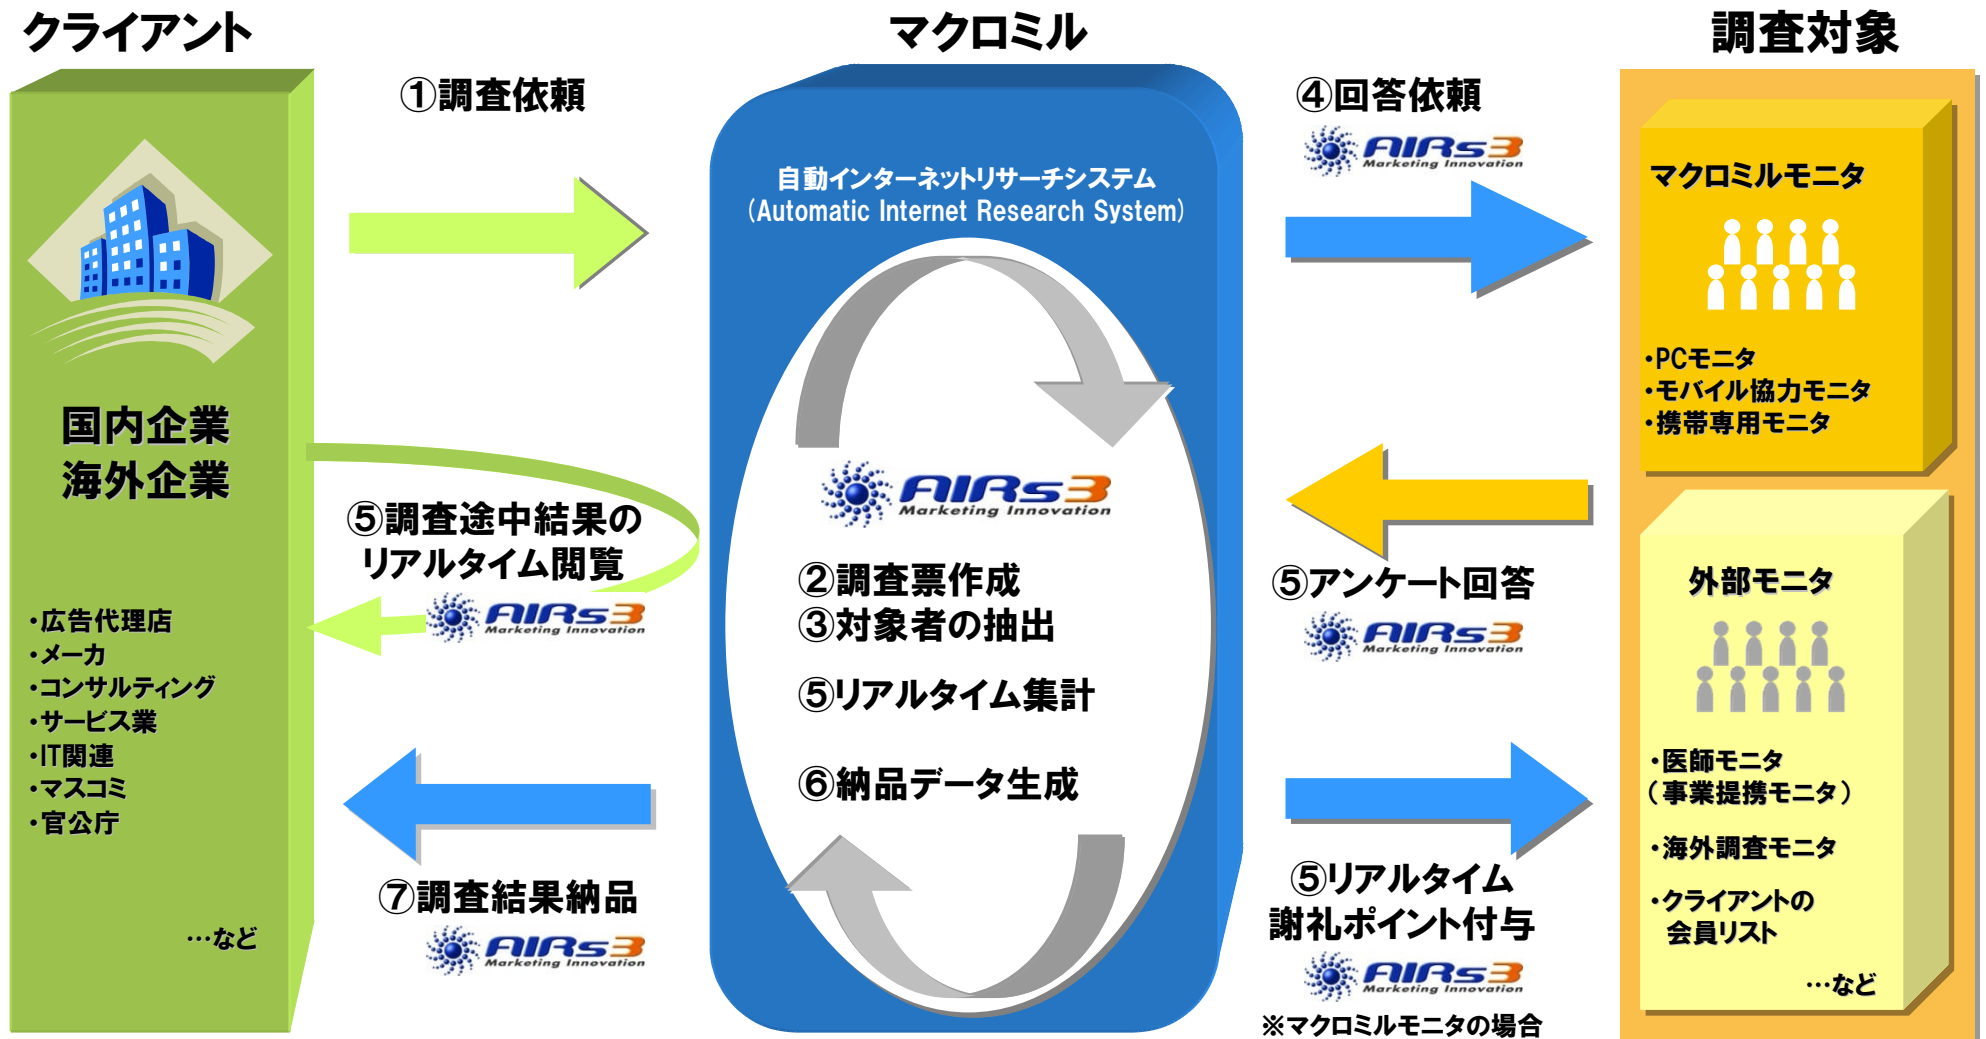 クライアント
国内企業
海外企業
・広告代理店
・メーカ
・コンサルティング
・サービス業
・IT関連
・マスコミ
・官公庁
…など
①調査依頼
⑤調査途中結果の
リアルタイム閲覧
AIRs3
Marketing Innovation
⑦調査結果納品
AIRs3
Marketing Innovation
マクロミル
自動インターネットリサーチシステム
(Automatic Internet Research System)
AIRs3
Marketing Innovation
②調査票作成
③対象者の抽出
⑤リアルタイム集計
⑥納品データ生成
④回答依頼
AIRs3
Marketing Innovation
⑤アンケート回答
AIRs3
Marketing Innovation
⑤リアルタイム
謝礼ポイント付与
AIRs3
Marketing Innovation
※マクロミルモニタの場合
調査対象
マクロミルモニタ
・PCモニタ
・モバイル協力モニタ
・携帯専用モニタ
外部モニタ
・医師モニタ
(事業提携モニタ)
・海外調査モニタ
・クライアントの
会員リスト
…など